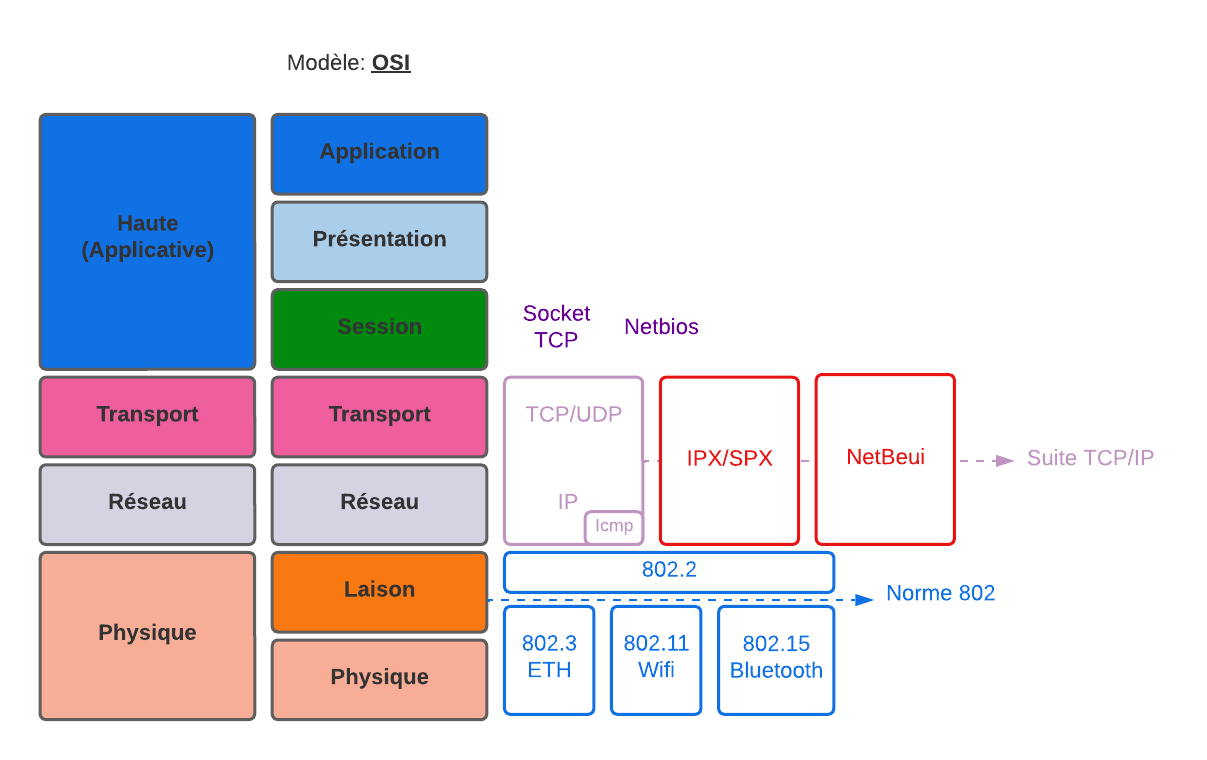 Modèle: OSI
Haute
(Applicative)
Application
Présentation
Session
Socket
TCP
Netbios
Transport
Transport
TCP/UDP
IPX/SPX
NetBeui
Suite TCP/IP
Réseau
Réseau
IP
Icmp
Physique
Laison
802.2
Norme 802
Physique
802.3
ETH
802.11
Wifi
802.15
Bluetooth